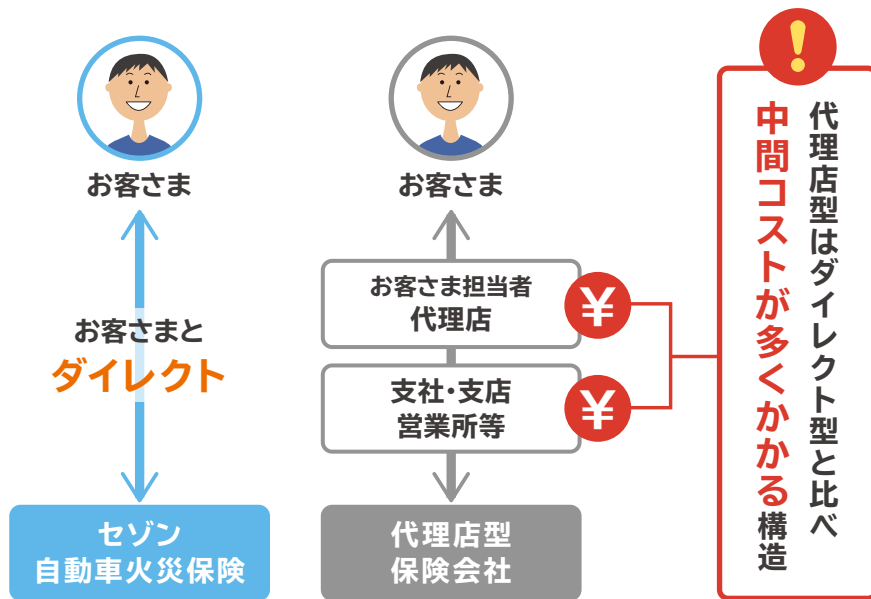 お客さま
お客さまと
ダイレクト
セゾン
自動車火災保険
お客さま
お客さま担当者
代理店
¥
支社・支店
営業所等
¥
代理店型
保険会社
!
代理店型はダイレクト型と比べ
中間コストが多くかかる構造